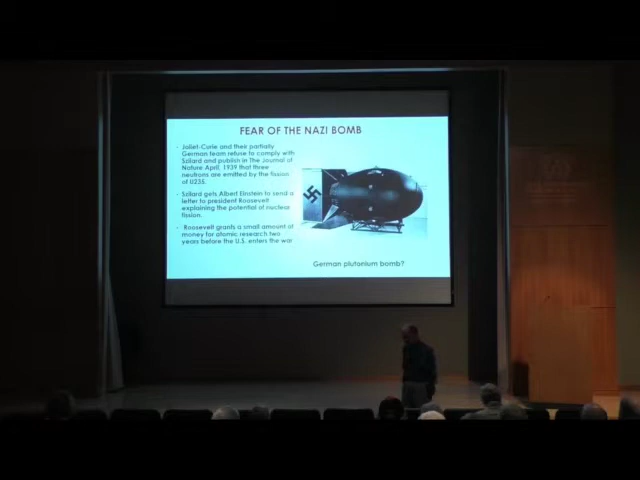 FEAR OF THE NAZI BOMB
- Joliet-Curie and their partially
German team refuse to comply with
Szilard and publish in The Journal of
Nature April, 1939 that three
neutrons are emitted by the fission
of U235.
- Szilard gets Albert Einstein to send a
letter to president Roosevelt
explaining the potential of nuclear
fission.
- Roosevelt grants a small amount of
money for atomic research two
years before the U.S. enters the war
German plutonium bomb?